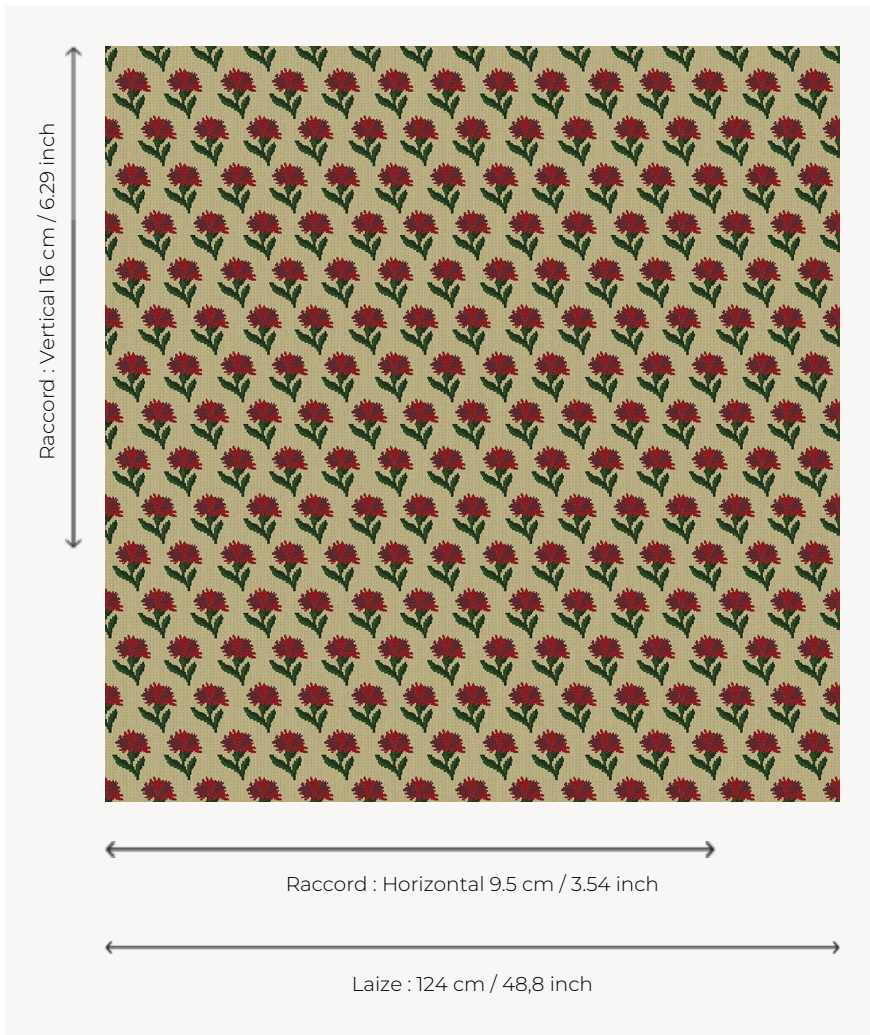 Raccord : Vertical 16 cm / 6.29 inch
Raccord : Horizontal 9.5 cm / 3.54 inch
Laize : 124 cm / 48,8 inch